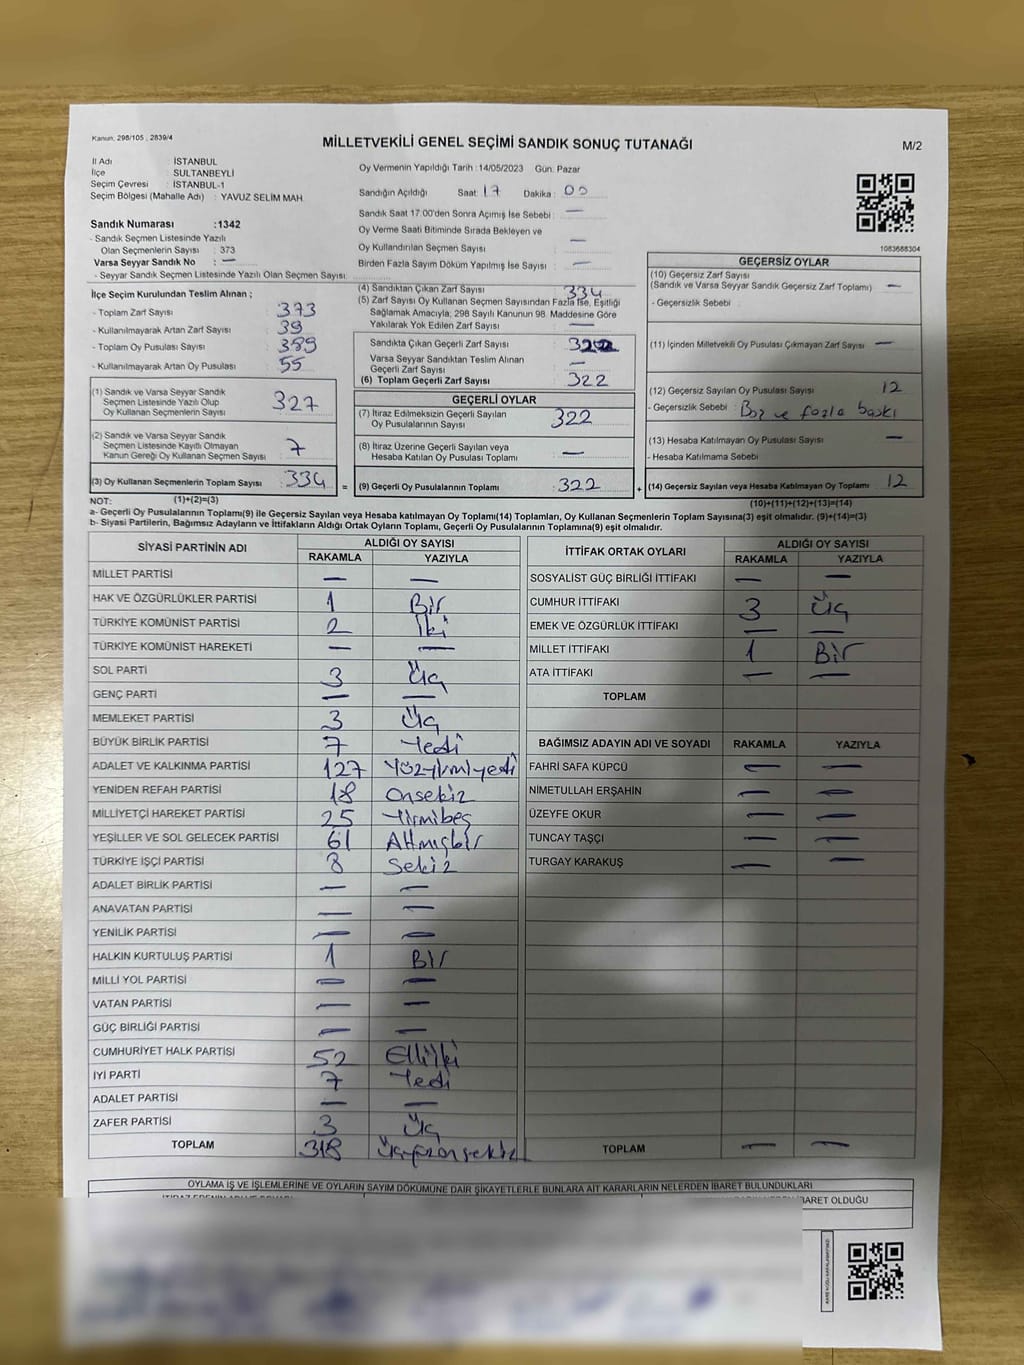 Kanun, 298/105 , 2839/4
MİLLETVEKİLİ GENEL SEÇİMİ SANDIK SONUÇ TUTANAĞI
M/2
İl Adı : İSTANBUL
İlçe : SULTANBEYLİ
Seçim Çevresi : İSTANBUL-1
Seçim Bölgesi (Mahalle Adı) : YAVUZ SELİM MAH.
Oy Vermenin Yapıldığı Tarih : 14/05/2023 Gün: Pazar
Sandığın Açıldığı Saat: 17 Dakika : 00
Sandık Saat 17:00'den Sonra Açımış İse Sebebi : —
Oy Verme Saati Bitiminde Sırada Bekleyen ve
Oy Kullandırılan Seçmen Sayısı : —
Birden Fazla Sayım Döküm Yapılmış İse Sayısı : —
Sandık Numarası :1342
- Sandık Seçmen Listesinde Yazılı
Olan Seçmenlerin Sayısı : 373
Varsa Seyyar Sandık No : —
- Seyyar Sandık Seçmen Listesinde Yazılı Olan Seçmen Sayısı:
1083688304
İlçe Seçim Kurulundan Teslim Alınan ;
- Toplam Zarf Sayısı : 373
- Kullanılmayarak Artan Zarf Sayısı : 39
- Toplam Oy Pusulası Sayısı : 389
- Kullanılmayarak Artan Oy Pusulası : 55
(1) Sandık ve Varsa Seyyar Sandık
Seçmen Listesinde Yazılı Olup
Oy Kullanan Seçmenlerin Sayısı : 327
(2) Sandık ve Varsa Seyyar Sandık
Seçmen Listesinde Kayıtlı Olmayan
Kanun Gereği Oy Kullanan Seçmen Sayısı : 7
(3) Oy Kullanan Seçmenlerin Toplam Sayısı : 334
(4) Sandıktan Çıkan Zarf Sayısı : 334
(5) Zarf Sayısı Oy Kullanan Seçmen Sayısından Fazla İse, Eşitliği
Sağlamak Amacıyla; 298 Sayılı Kanunun 98. Maddesine Göre
Yakılarak Yok Edilen Zarf Sayısı : —
Sandıkta Çıkan Geçerli Zarf Sayısı : 322
Varsa Seyyar Sandıktan Teslim Alınan
Geçerli Zarf Sayısı : —
(6) Toplam Geçerli Zarf Sayısı : 322
GEÇERLİ OYLAR
(7) İtiraz Edilmeksizin Geçerli Sayılan
Oy Pusulalarının Sayısı : 322
(8) İtiraz Üzerine Geçerli Sayılan veya
Hesaba Katılan Oy Pusulası Toplamı : —
= (9) Geçerli Oy Pusulalarının Toplamı : 322
GEÇERSİZ OYLAR
(10) Geçersiz Zarf Sayısı
(Sandık ve Varsa Seyyar Sandık Geçersiz Zarf Toplamı) : —
- Geçersizlik Sebebi :
(11) İçinden Milletvekili Oy Pusulası Çıkmayan Zarf Sayısı : —
(12) Geçersiz Sayılan Oy Pusulası Sayısı : 12
- Geçersizlik Sebebi : Boş ve fazla baskı
(13) Hesaba Katılmayan Oy Pusulası Sayısı : —
- Hesaba Katılmama Sebebi :
+ (14) Geçersiz Sayılan veya Hesaba Katılmayan Oy Toplamı : 12
NOT: (1)+(2)=(3)
(10)+(11)+(12)+(13)=(14)
a- Geçerli Oy Pusulalarının Toplamı(9) ile Geçersiz Sayılan veya Hesaba katılmayan Oy Toplamı(14) Toplamları, Oy Kullanan Seçmenlerin Toplam Sayısına(3) eşit olmalıdır. (9)+(14)=(3)
b- Siyasi Partilerin, Bağımsız Adayların ve İttifakların Aldığı Ortak Oyların Toplamı, Geçerli Oy Pusulalarının Toplamına(9) eşit olmalıdır.
SİYASİ PARTİNİN ADI ALDIĞI OY SAYISI
RAKAMLA YAZIYLA
MİLLET PARTİSİ — —
HAK VE ÖZGÜRLÜKLER PARTİSİ 1 Bir
TÜRKİYE KOMÜNİST PARTİSİ 2 İki
TÜRKİYE KOMÜNİST HAREKETİ — —
SOL PARTİ 3 Üç
GENÇ PARTİ — —
MEMLEKET PARTİSİ 3 Üç
BÜYÜK BİRLİK PARTİSİ 7 Yedi
ADALET VE KALKINMA PARTİSİ 127 Yüzyirmiyedi
YENİDEN REFAH PARTİSİ 18 Onsekiz
MİLLİYETÇİ HAREKET PARTİSİ 25 Yirmibeş
YEŞİLLER VE SOL GELECEK PARTİSİ 61 Altmışbir
TÜRKİYE İŞÇİ PARTİSİ 8 Sekiz
ADALET BİRLİK PARTİSİ — —
ANAVATAN PARTİSİ — —
YENİLİK PARTİSİ — —
HALKIN KURTULUŞ PARTİSİ 1 Bir
MİLLİ YOL PARTİSİ — —
VATAN PARTİSİ — —
GÜÇ BİRLİĞİ PARTİSİ — —
CUMHURİYET HALK PARTİSİ 52 Elliiki
İYİ PARTİ 7 Yedi
ADALET PARTİSİ — —
ZAFER PARTİSİ 3 Üç
TOPLAM 318 Üçyüzonsekiz
İTTİFAK ORTAK OYLARI ALDIĞI OY SAYISI
RAKAMLA YAZIYLA
SOSYALİST GÜÇ BİRLİĞİ İTTİFAKI — —
CUMHUR İTTİFAKI 3 Üç
EMEK VE ÖZGÜRLÜK İTTİFAKI — —
MİLLET İTTİFAKI 1 Bir
ATA İTTİFAKI — —
TOPLAM
BAĞIMSIZ ADAYIN ADI VE SOYADI RAKAMLA YAZIYLA
FAHRİ SAFA KÜPCÜ — —
NİMETULLAH ERŞAHİN — —
ÜZEYFE OKUR — —
TUNCAY TAŞÇI — —
TURGAY KARAKUŞ — —
TOPLAM — —
OYLAMA İŞ VE İŞLEMLERİNE VE OYLARIN SAYIM DÖKÜMÜNE DAİR ŞİKAYETLERLE BUNLARA AİT KARARLARIN NELERDEN İBARET BULUNDUKLARI
İBARET OLDUĞU